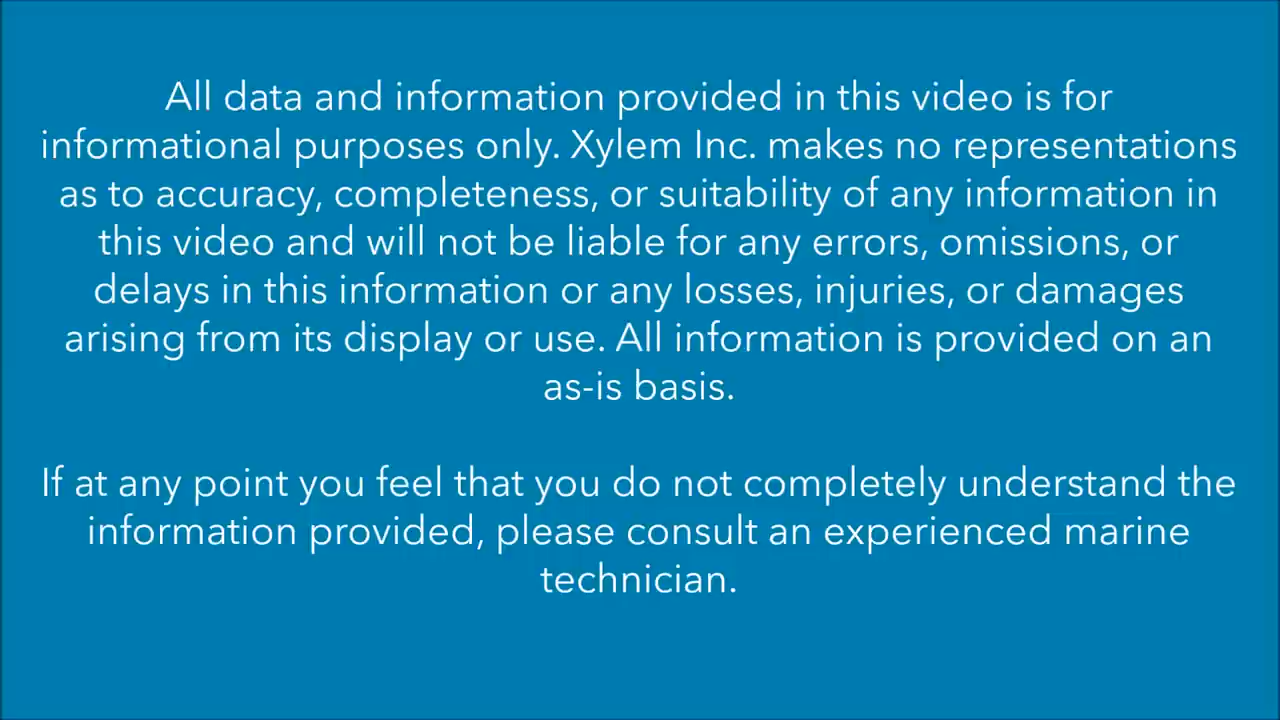 All data and information provided in this video is for
informational purposes only. Xylem Inc. makes no representations
as to accuracy, completeness, or suitability of any information in
this video and will not be liable for any errors, omissions, or
delays in this information or any losses, injuries, or damages
arising from its display or use. All information is provided on an
as-is basis.
If at any point you feel that you do not completely understand the
information provided, please consult an experienced marine
technician.